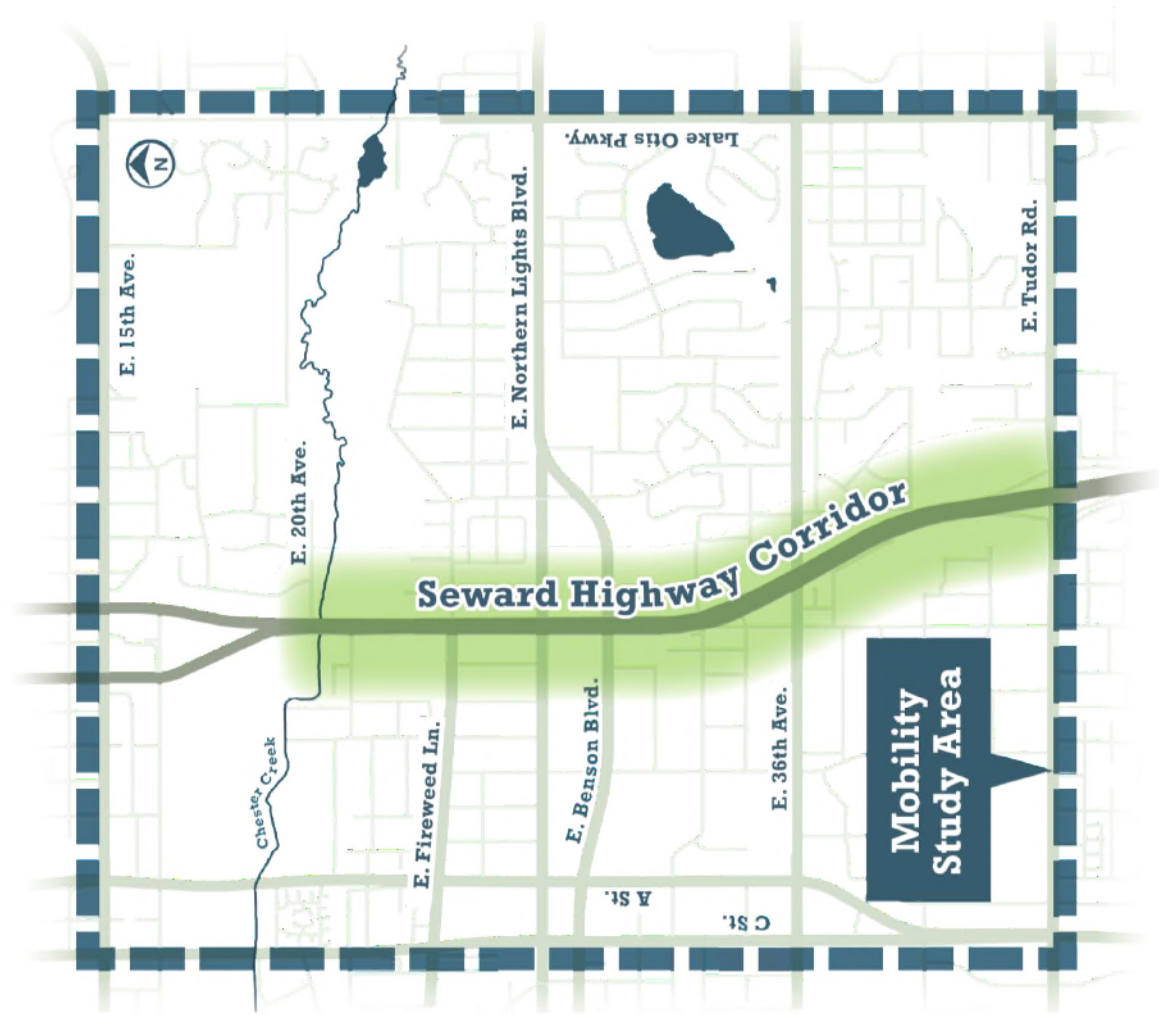 Lake Otis Pkwy.
N
E. Northern Lights Blvd.
E. Tudor Rd.
E. 15th Ave.
E. 20th Ave.
Seward Highway Corridor
Mobility
Study Area
E. Benson Blvd.
E. 36th Ave.
E. Fireweed Ln.
Chester Creek
A St.
C St.